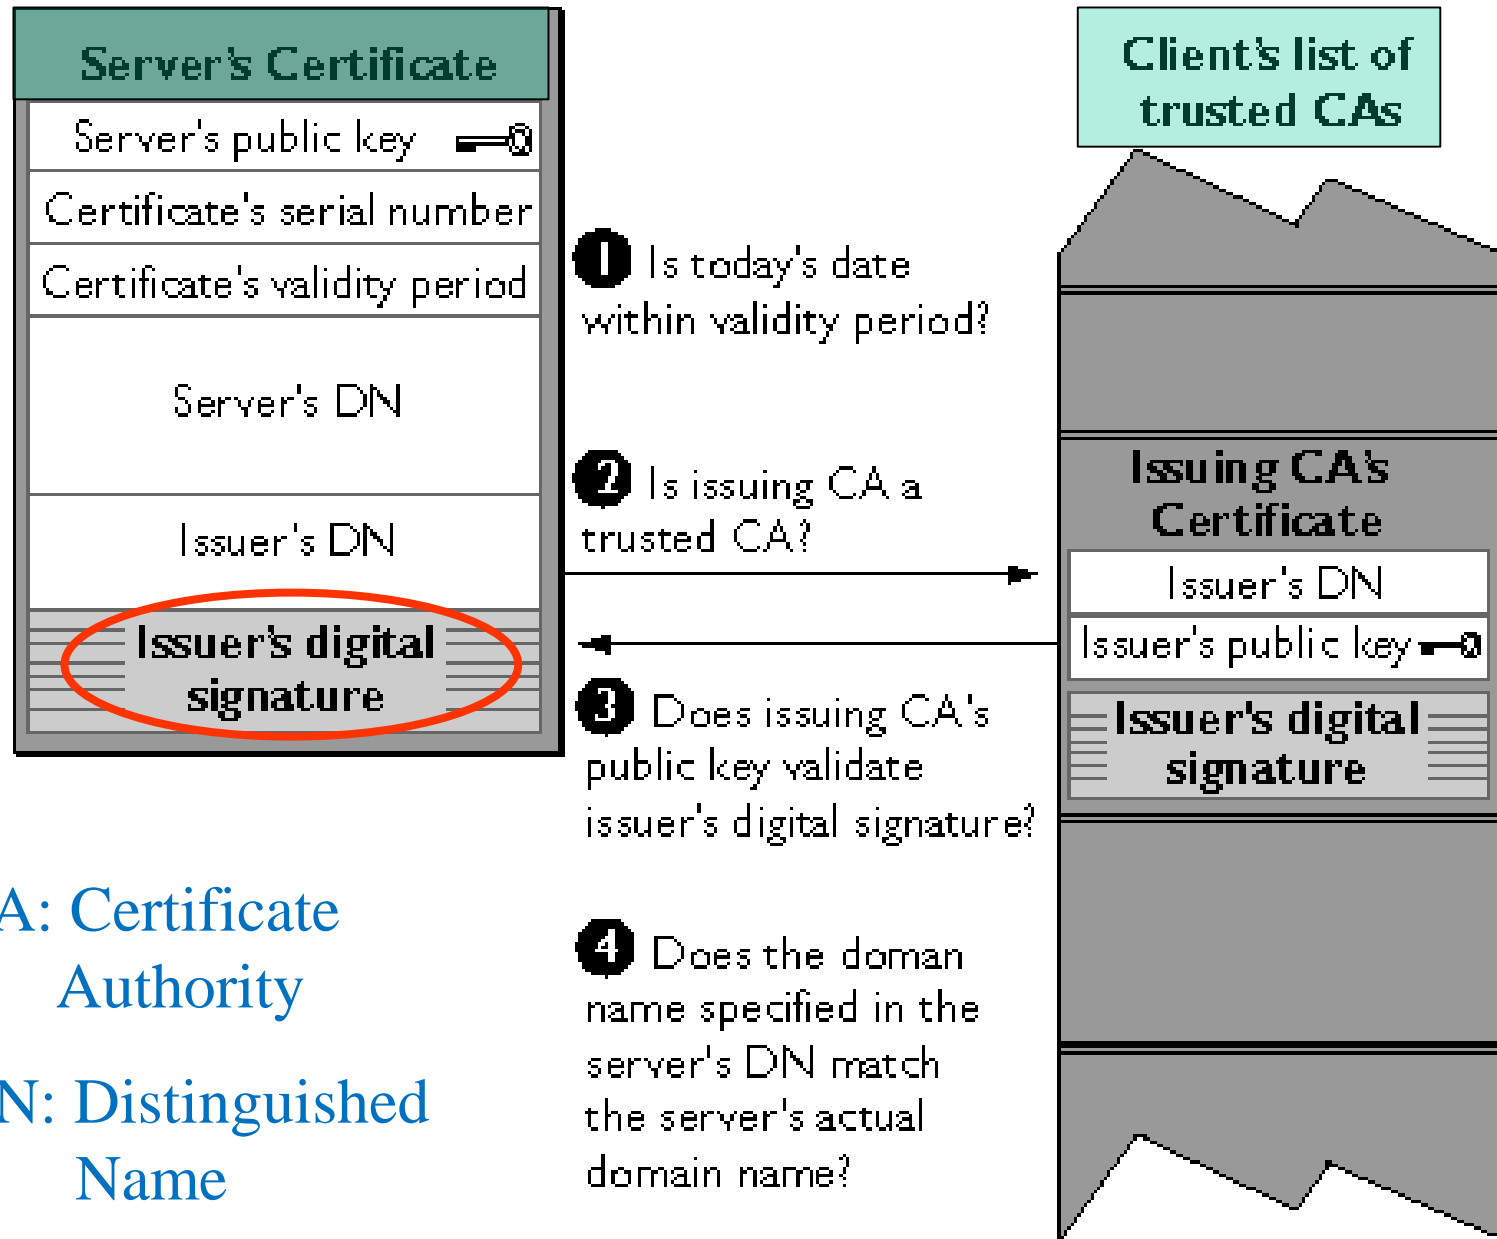 Server's Certificate
Server's public key
Certificate's serial number
Certificate's validity period
Server's DN
Issuer's DN
Issuer's digital
signature
A: Certificate
Authority
N: Distinguished
Name
1 Is today's date
within validity period?
2 Is issuing CA a
trusted CA?
3 Does issuing CA's
public key validate
issuer's digital signature?
4 Does the doman
name specified in the
server's DN match
the server's actual
domain name?
Client's list of
trusted CAs
Issuing CA's
Certificate
Issuer's DN
Issuer's public key
Issuer's digital
signature